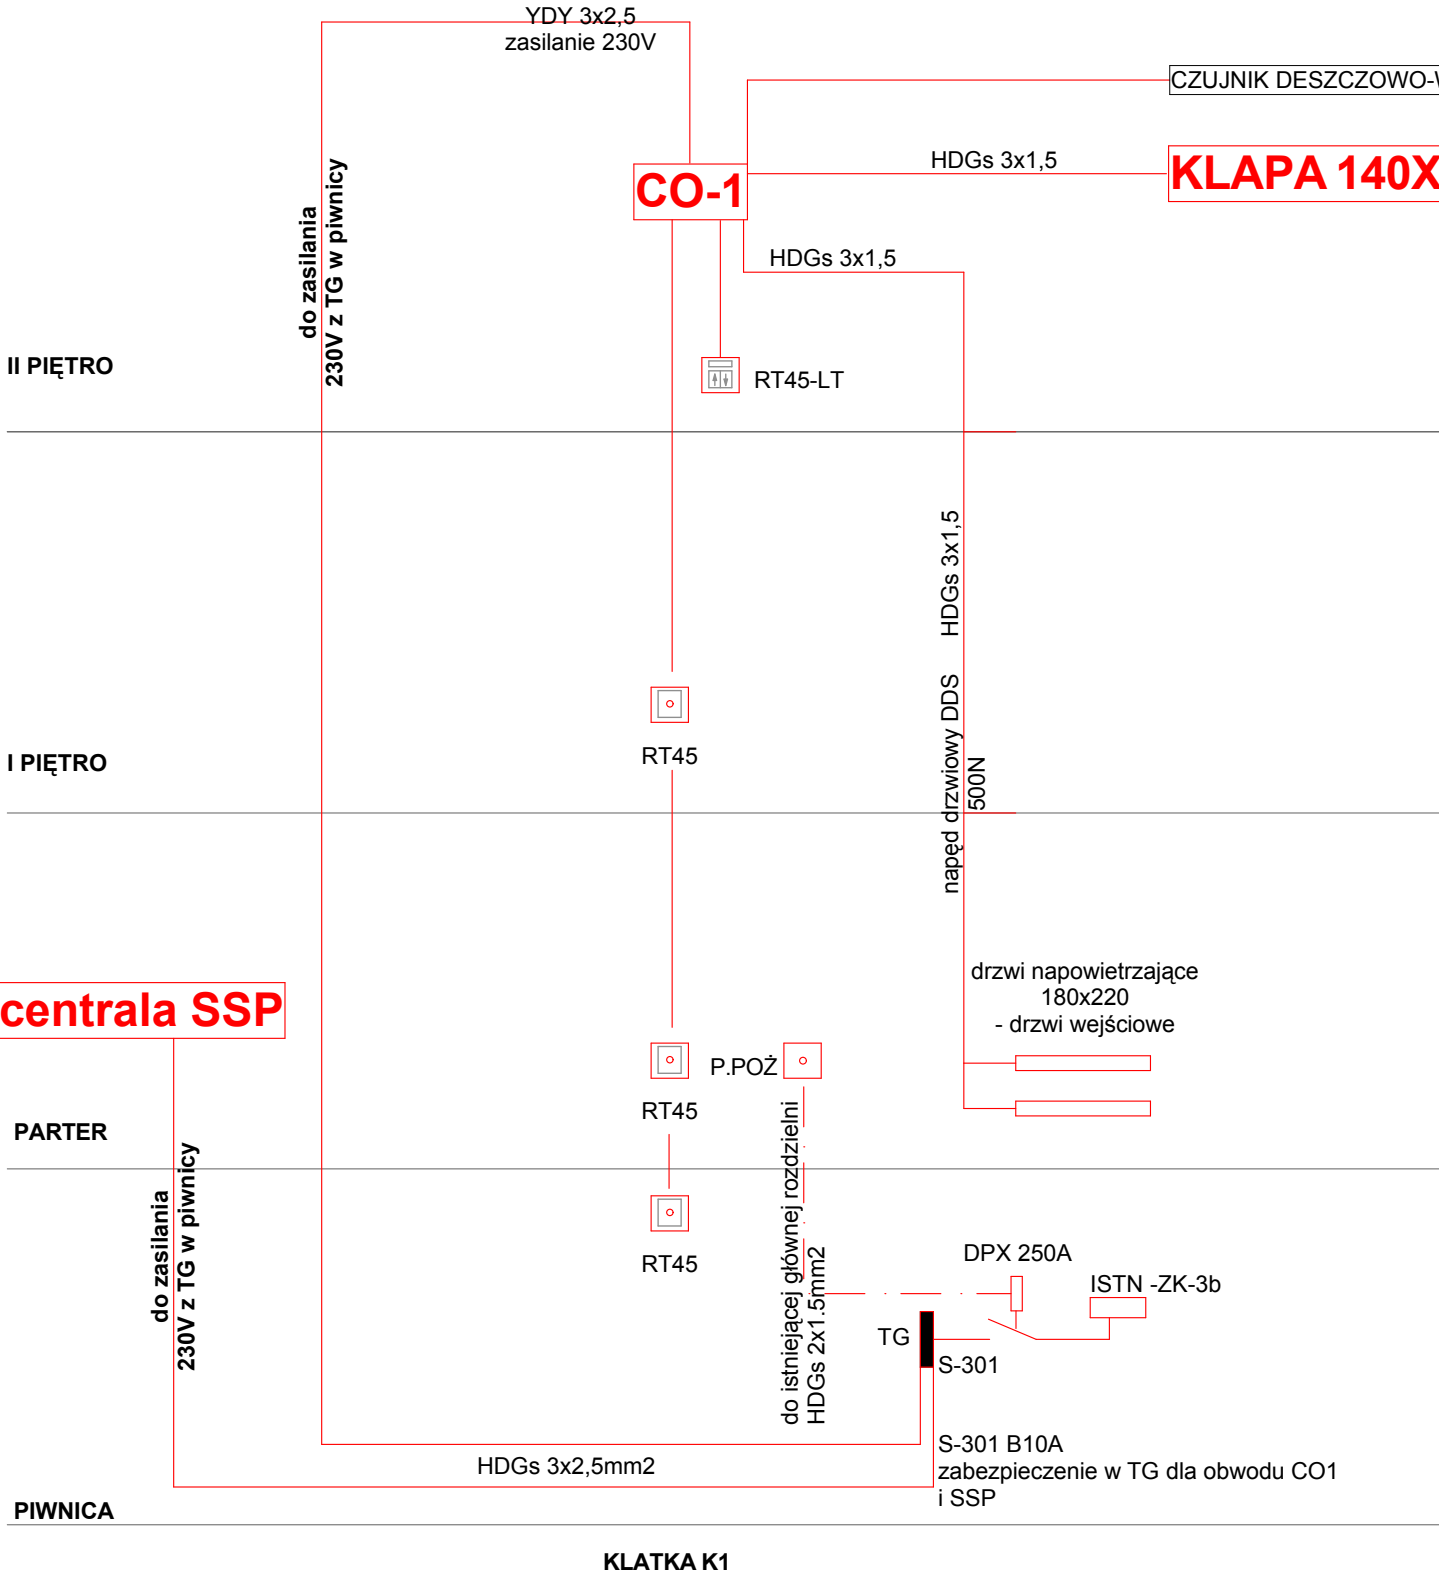 YDY 3x2,5
zasilanie 230V
CZUJNIK DESZCZOWO-
HDGs 3x1,5
KLAPA 140X
CO-1
do zasilania
230V z TG w piwnicy
HDGs 3x1,5
II PIĘTRO
RT45-LT
HDGs 3x1,5
napęd drzwiowy DDS
500N
RT45
I PIĘTRO
drzwi napowietrzające
180x220
- drzwi wejściowe
centrala SSP
P.POŻ
RT45
PARTER
do zasilania
230V z TG w piwnicy
do istniejącej głównej rozdzielni
HDGs 2x1.5mm2
RT45
DPX 250A
ISTN -ZK-3b
TG
S-301
S-301 B10A
zabezpieczenie w TG dla obwodu CO1
i SSP
HDGs 3x2,5mm2
PIWNICA
KLATKA K1